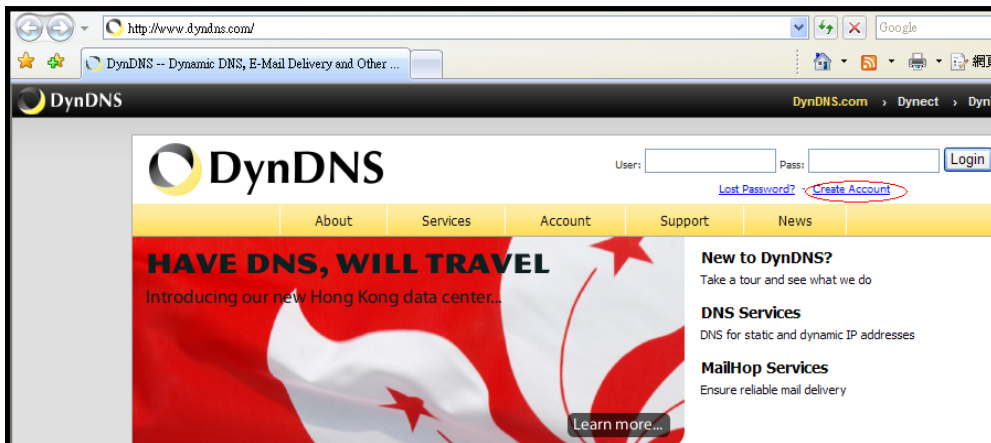 http://www.dyndns.com/
Google
DynDNS -- Dynamic DNS, E-Mail Delivery and Other ...
網頁
DynDNS
DynDNS.com › Dynect › Dyn
DynDNS
User: Pass: Login
Lost Password? - Create Account
About Services Account Support News
HAVE DNS, WILL TRAVEL
Introducing our new Hong Kong data center...
Learn more...
New to DynDNS?
Take a tour and see what we do
DNS Services
DNS for static and dynamic IP addresses
MailHop Services
Ensure reliable mail delivery